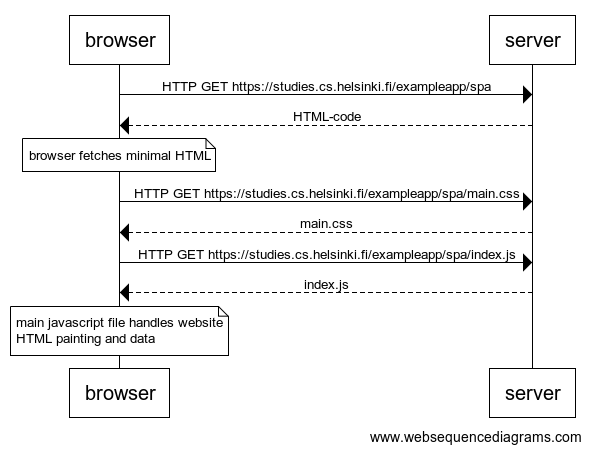 browser
server
HTTP GET https://studies.cs.helsinki.fi/exampleapp/spa
HTML-code
browser fetches minimal HTML
HTTP GET https://studies.cs.helsinki.fi/exampleapp/spa/main.css
main.css
HTTP GET https://studies.cs.helsinki.fi/exampleapp/spa/index.js
index.js
main javascript file handles website
HTML painting and data
browser
server
www.websequencediagrams.com